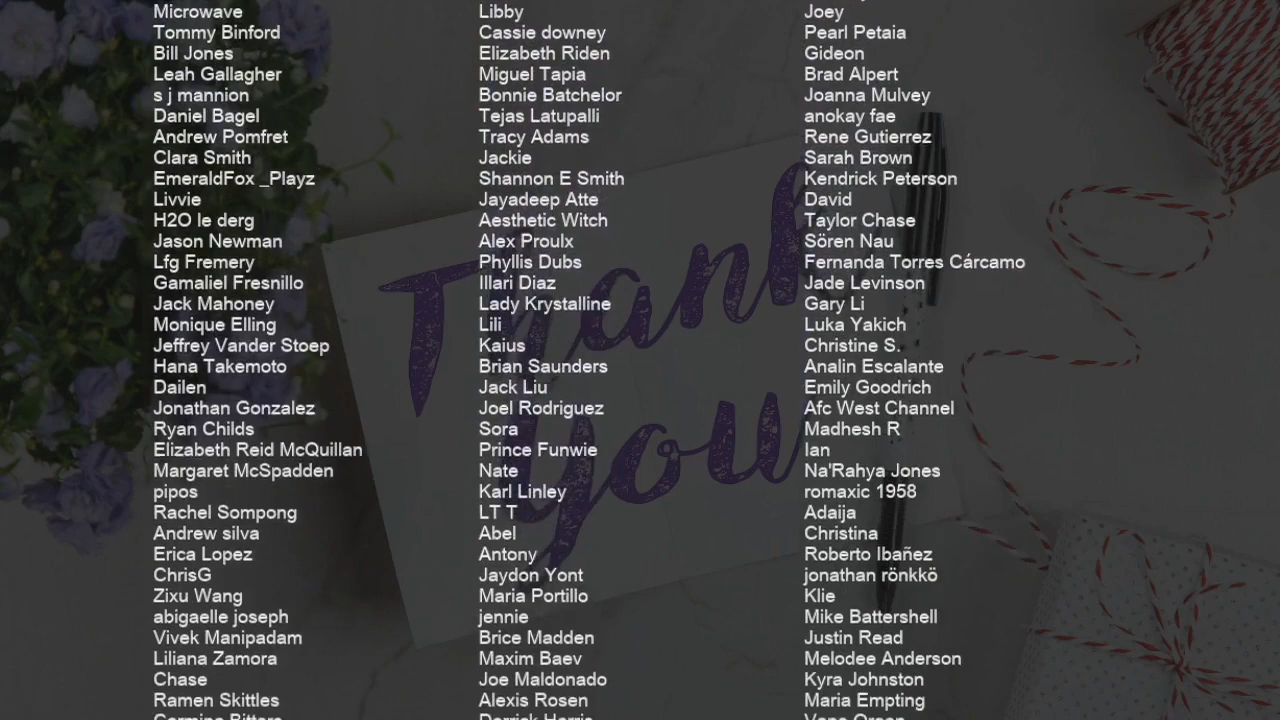 Microwave
Tommy Binford
Bill Jones
Leah Gallagher
s j mannion
Daniel Bagel
Andrew Pomfret
Clara Smith
EmeraldFox _Playz
Livvie
H2O le derg
Jason Newman
Lfg Fremery
Gamaliel Fresnillo
Jack Mahoney
Monique Elling
Jeffrey Vander Stoep
Hana Takemoto
Dailen
Jonathan Gonzalez
Ryan Childs
Elizabeth Reid McQuillan
Margaret McSpadden
pipos
Rachel Sompong
Andrew silva
Erica Lopez
ChrisG
Zixu Wang
abigaelle joseph
Vivek Manipadam
Liliana Zamora
Chase
Ramen Skittles
Libby
Cassie downey
Elizabeth Riden
Miguel Tapia
Bonnie Batchelor
Tejas Latupalli
Tracy Adams
Jackie
Shannon E Smith
Jayadeep Atte
Aesthetic Witch
Alex Proulx
Phyllis Dubs
Illari Diaz
Lady Krystalline
Lili
Kaius
Brian Saunders
Jack Liu
Joel Rodriguez
Sora
Prince Funwie
Nate
Karl Linley
LT T
Abel
Antony
Jaydon Yont
Maria Portillo
jennie
Brice Madden
Maxim Baev
Joe Maldonado
Alexis Rosen
Joey
Pearl Petaia
Gideon
Brad Alpert
Joanna Mulvey
anokay fae
Rene Gutierrez
Sarah Brown
Kendrick Peterson
David
Taylor Chase
Sören Nau
Fernanda Torres Cárcamo
Jade Levinson
Gary Li
Luka Yakich
Christine S.
Analin Escalante
Emily Goodrich
Afc West Channel
Madhesh R
Ian
Na'Rahya Jones
romaxic 1958
Adaija
Christina
Roberto Ibañez
jonathan rönkkö
Klie
Mike Battershell
Justin Read
Melodee Anderson
Kyra Johnston
Maria Empting
Thank
you